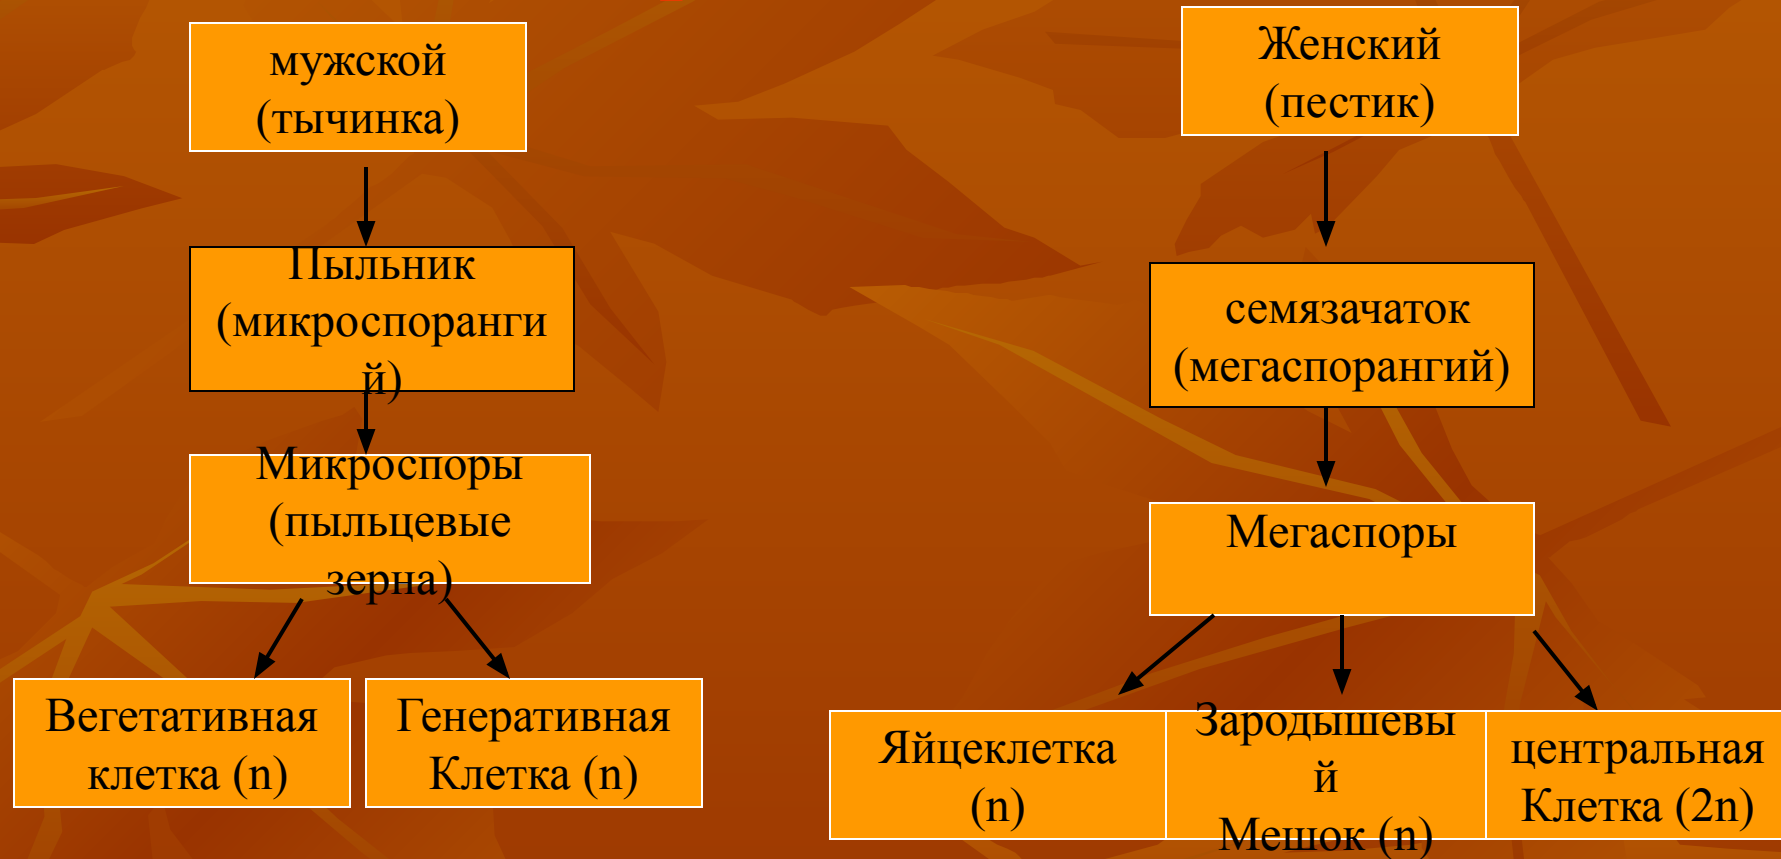 мужской
(тычинка)
Пыльник
(микроспоранги
й)
Микроспоры
(пыльцевые
зерна)
Вегетативная
клетка (n)
Генеративная
Клетка (n)
Женский
(пестик)
семязачаток
(мегаспорангий)
Мегаспоры
Яйцеклетка
(n)
Зародышевы
й
Мешок (n)
центральная
Клетка (2n)